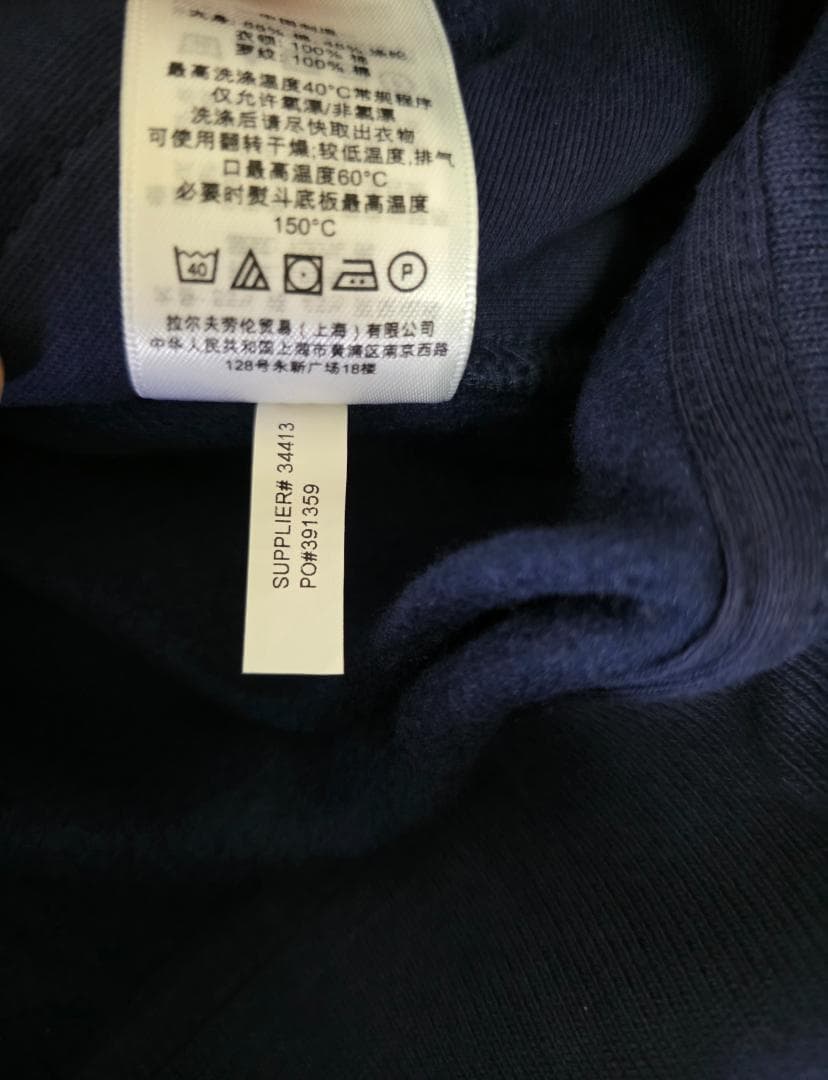 中国制造
衣领: 100% 棉
罗纹: 100% 棉
最高洗涤温度40°C常规程序
仅允许氧漂/非氯漂
洗涤后请尽快取出衣物
可使用翻转干燥;较低温度,排气
口最高温度60°C
必要时熨斗底板最高温度
150°C
40 P
拉尔夫劳伦贸易(上海)有限公司
中华人民共和国上海市黄浦区南京西路
128号永新广场18楼
SUPPLIER# 34413
PO#391359